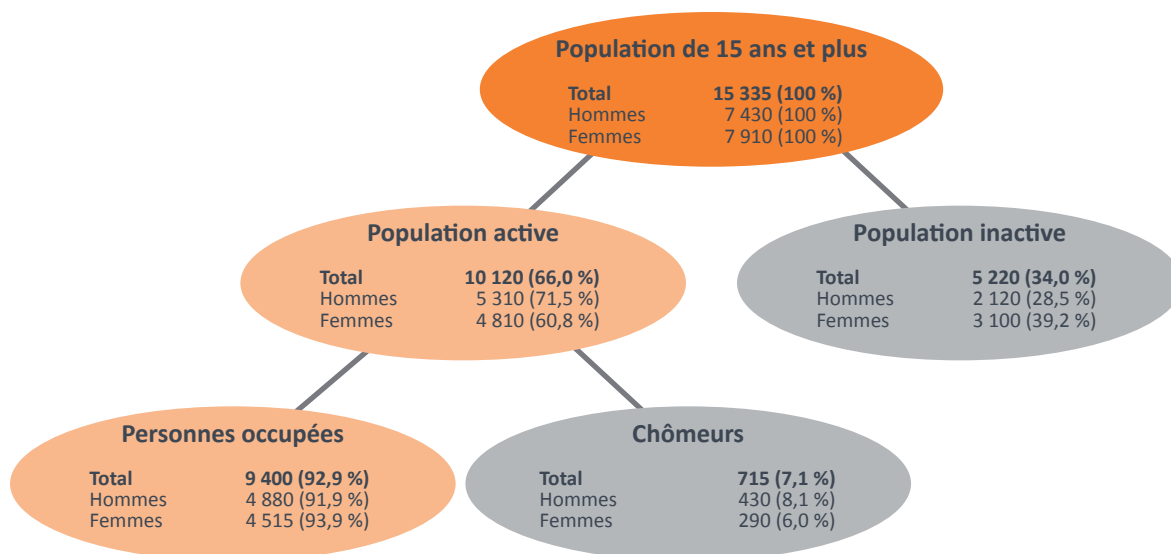 Population de 15 ans et plus
Total 15 335 (100 %)
Hommes 7 430 (100 %)
Femmes 7 910 (100 %)
Population active
Total 10 120 (66,0 %)
Hommes 5 310 (71,5 %)
Femmes 4 810 (60,8 %)
Population inactive
Total 5 220 (34,0 %)
Hommes 2 120 (28,5 %)
Femmes 3 100 (39,2 %)
Personnes occupées
Total 9 400 (92,9 %)
Hommes 4 880 (91,9 %)
Femmes 4 515 (93,9 %)
Chômeurs
Total 715 (7,1 %)
Hommes 430 (8,1 %)
Femmes 290 (6,0 %)